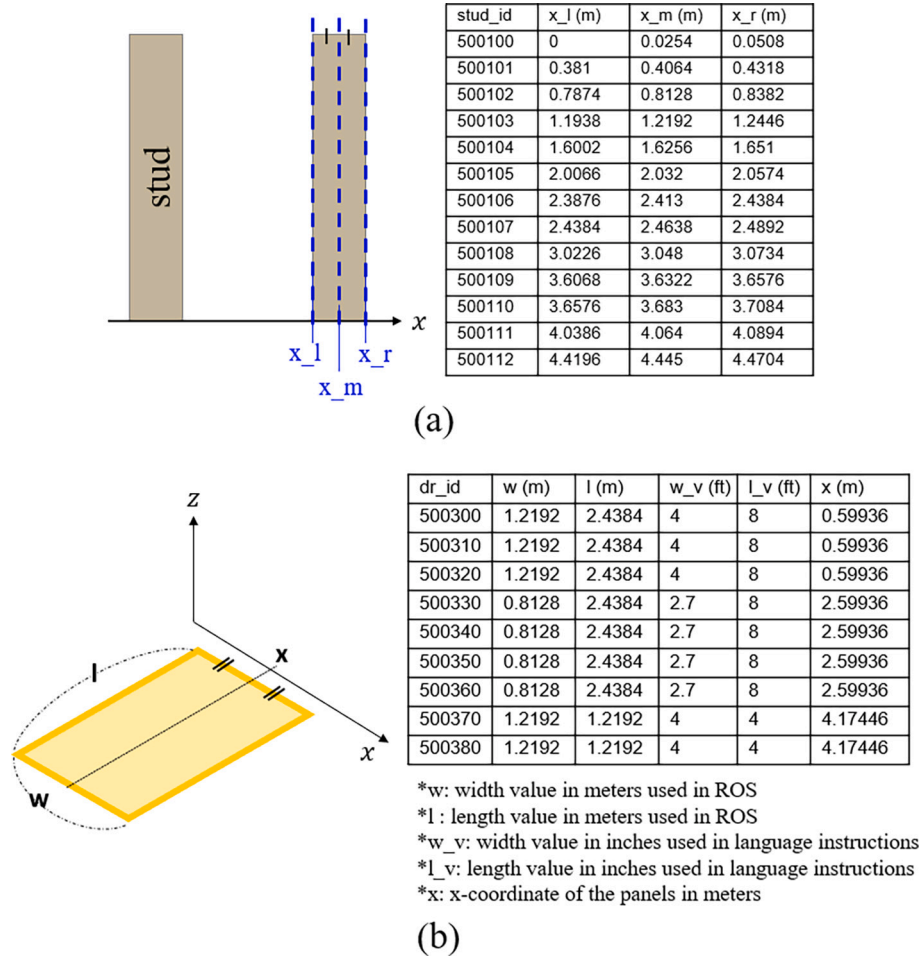 stud
x
x_l
x_r
x_m
stud_id x_l (m) x_m (m) x_r (m)
500100 0 0.0254 0.0508
500101 0.381 0.4064 0.4318
500102 0.7874 0.8128 0.8382
500103 1.1938 1.2192 1.2446
500104 1.6002 1.6256 1.651
500105 2.0066 2.032 2.0574
500106 2.3876 2.413 2.4384
500107 2.4384 2.4638 2.4892
500108 3.0226 3.048 3.0734
500109 3.6068 3.6322 3.6576
500110 3.6576 3.683 3.7084
500111 4.0386 4.064 4.0894
500112 4.4196 4.445 4.4704
(a)
z
x
l
w
x
dr_id w (m) l (m) w_v (ft) l_v (ft) x (m)
500300 1.2192 2.4384 4 8 0.59936
500310 1.2192 2.4384 4 8 0.59936
500320 1.2192 2.4384 4 8 0.59936
500330 0.8128 2.4384 2.7 8 2.59936
500340 0.8128 2.4384 2.7 8 2.59936
500350 0.8128 2.4384 2.7 8 2.59936
500360 0.8128 2.4384 2.7 8 2.59936
500370 1.2192 1.2192 4 4 4.17446
500380 1.2192 1.2192 4 4 4.17446
*w: width value in meters used in ROS
*l : length value in meters used in ROS
*w_v: width value in inches used in language instructions
*l_v: length value in inches used in language instructions
*x: x-coordinate of the panels in meters
(b)